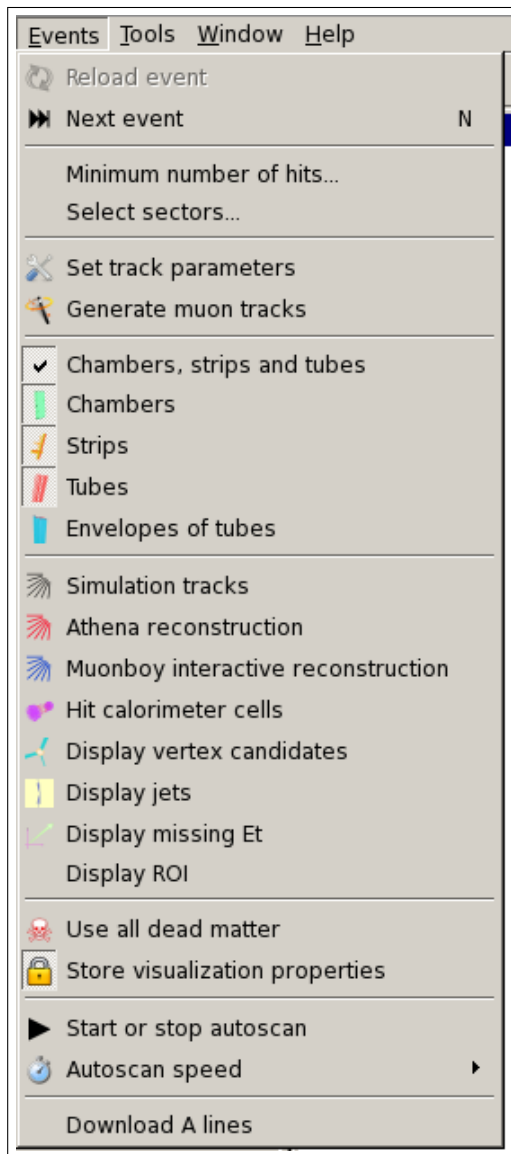 Events Tools Window Help
Reload event
Next event N
Minimum number of hits...
Select sectors...
Set track parameters
Generate muon tracks
Chambers, strips and tubes
Chambers
Strips
Tubes
Envelopes of tubes
Simulation tracks
Athena reconstruction
Muonboy interactive reconstruction
Hit calorimeter cells
Display vertex candidates
Display jets
Display missing Et
Display ROI
Use all dead matter
Store visualization properties
Start or stop autoscan
Autoscan speed
Download A lines